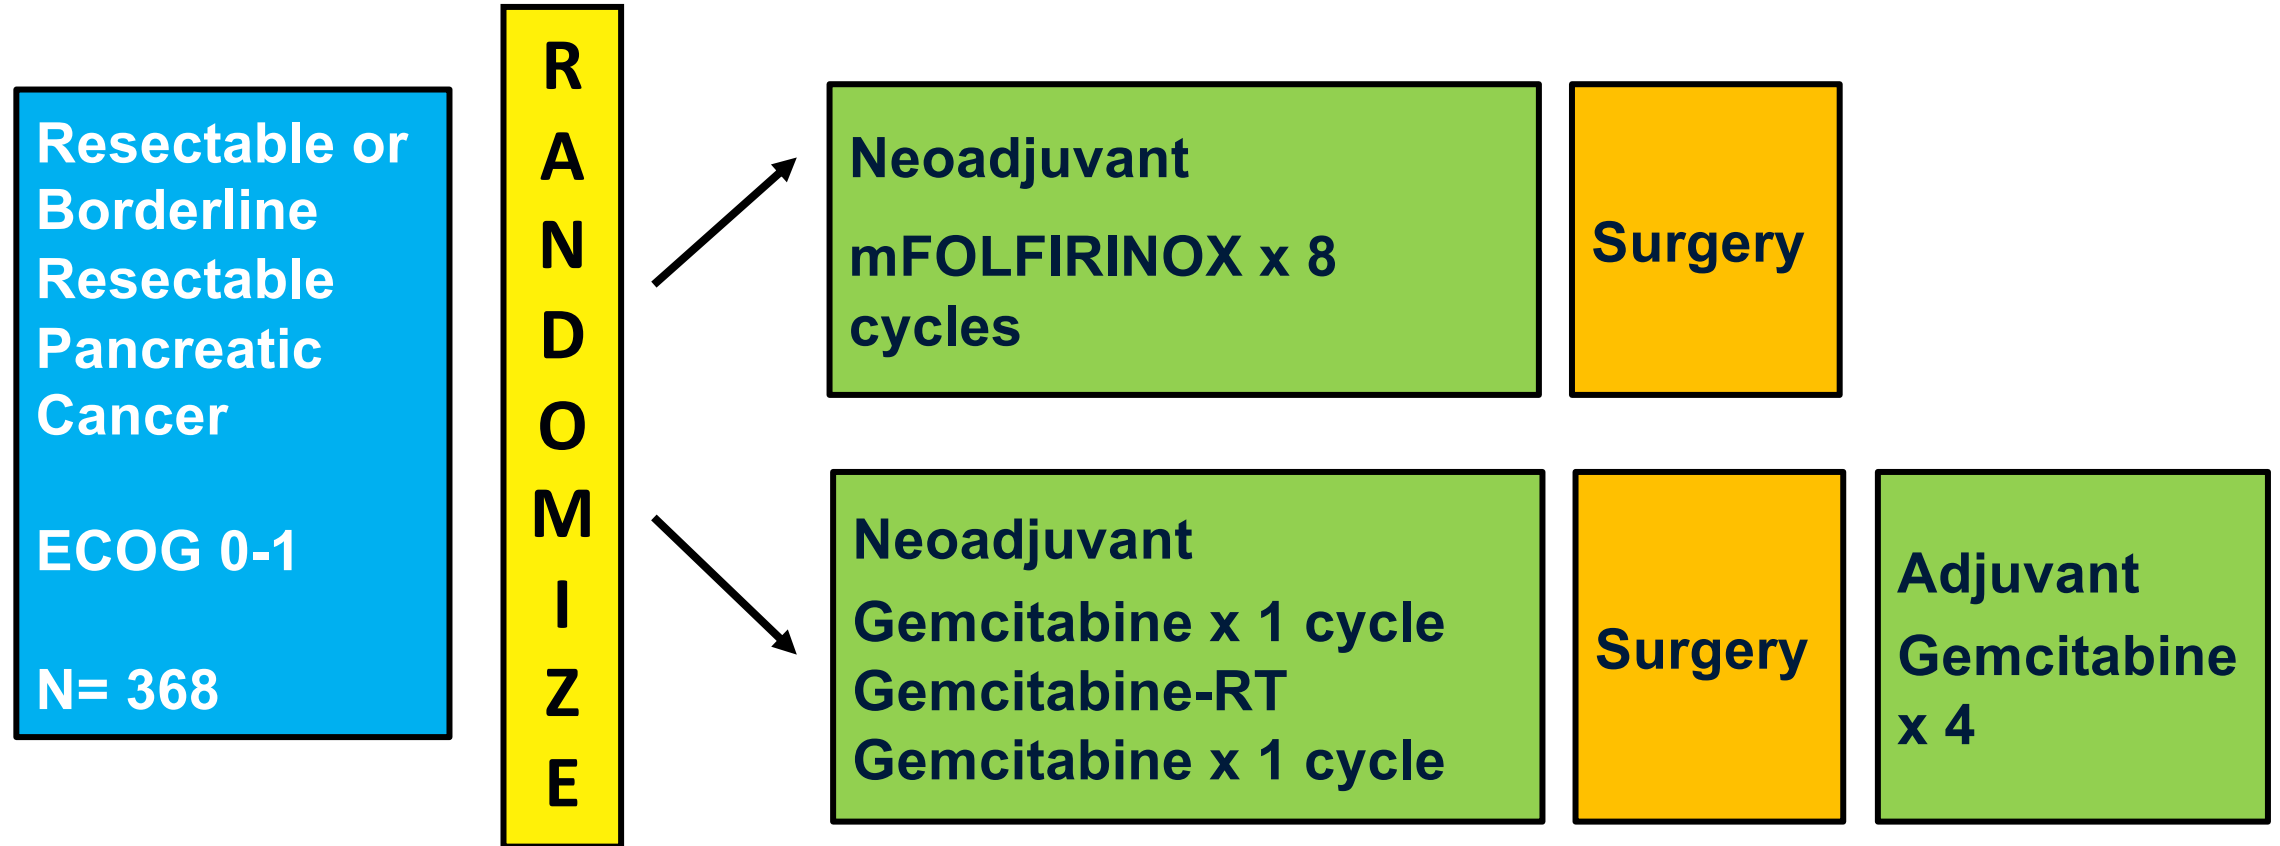 Resectable or
Borderline
Resectable
Pancreatic
Cancer
ECOG 0-1
N= 368
R
A
N
D
O
M
I
Z
E
Neoadjuvant
mFOLFIRINOX x 8
cycles
Surgery
Neoadjuvant
Gemcitabine x 1 cycle
Gemcitabine-RT
Gemcitabine x 1 cycle
Surgery
Adjuvant
Gemcitabine
x 4